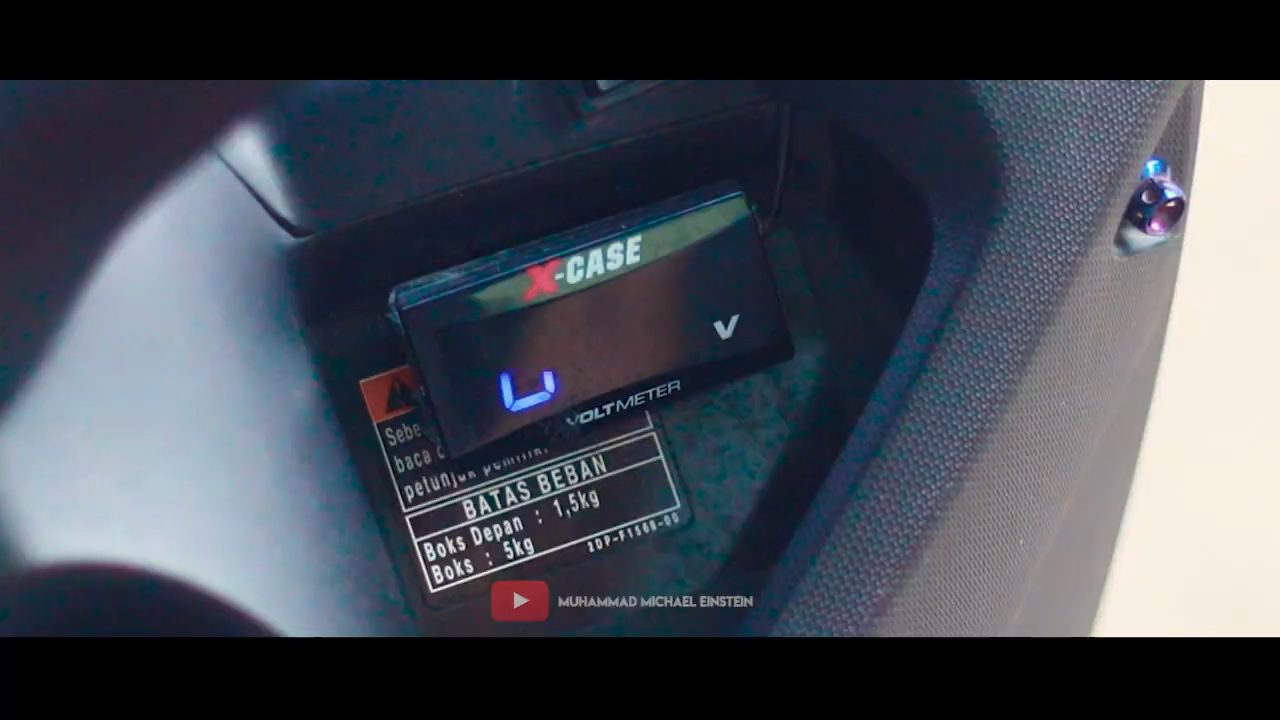 X-CASE
V
VOLTMETER
Sebe
baca
petunjuk pemilik.
BATAS BEBAN
Boks Depan : 1,5kg
Boks : 5kg
2DP-F1568-00
MUHAMMAD MICHAEL EINSTEIN